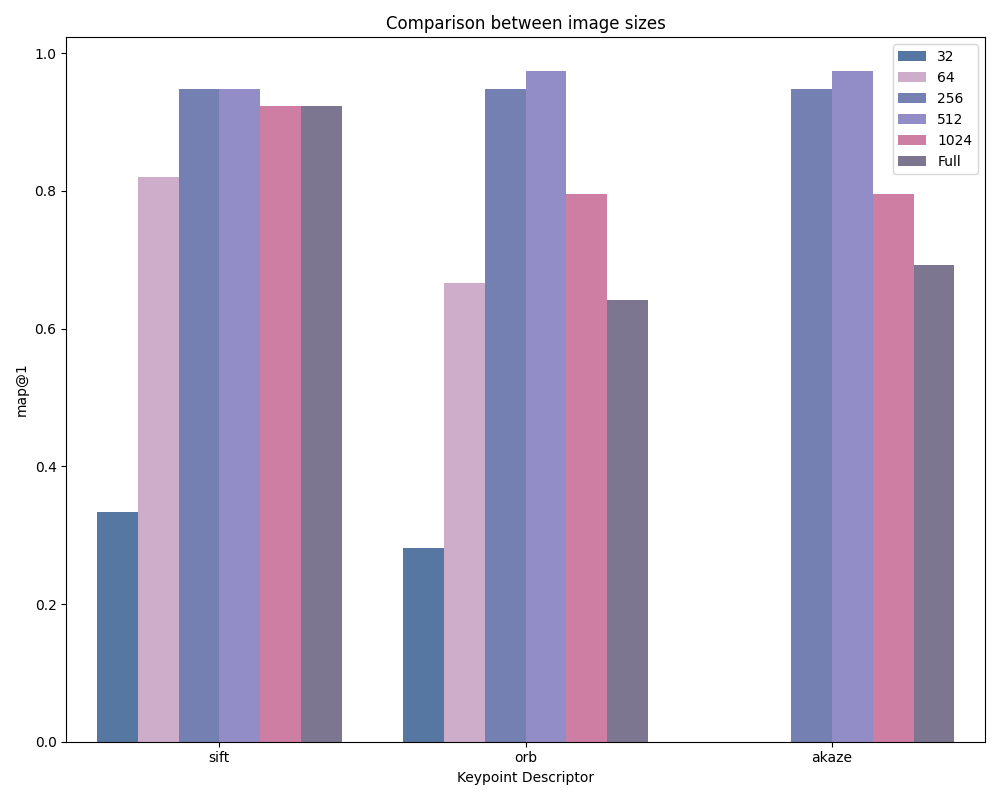 Comparison between image sizes
1.0
0.8
0.6
0.4
0.2
0.0
map@1
32
64
256
512
1024
Full
sift
orb
akaze
Keypoint Descriptor